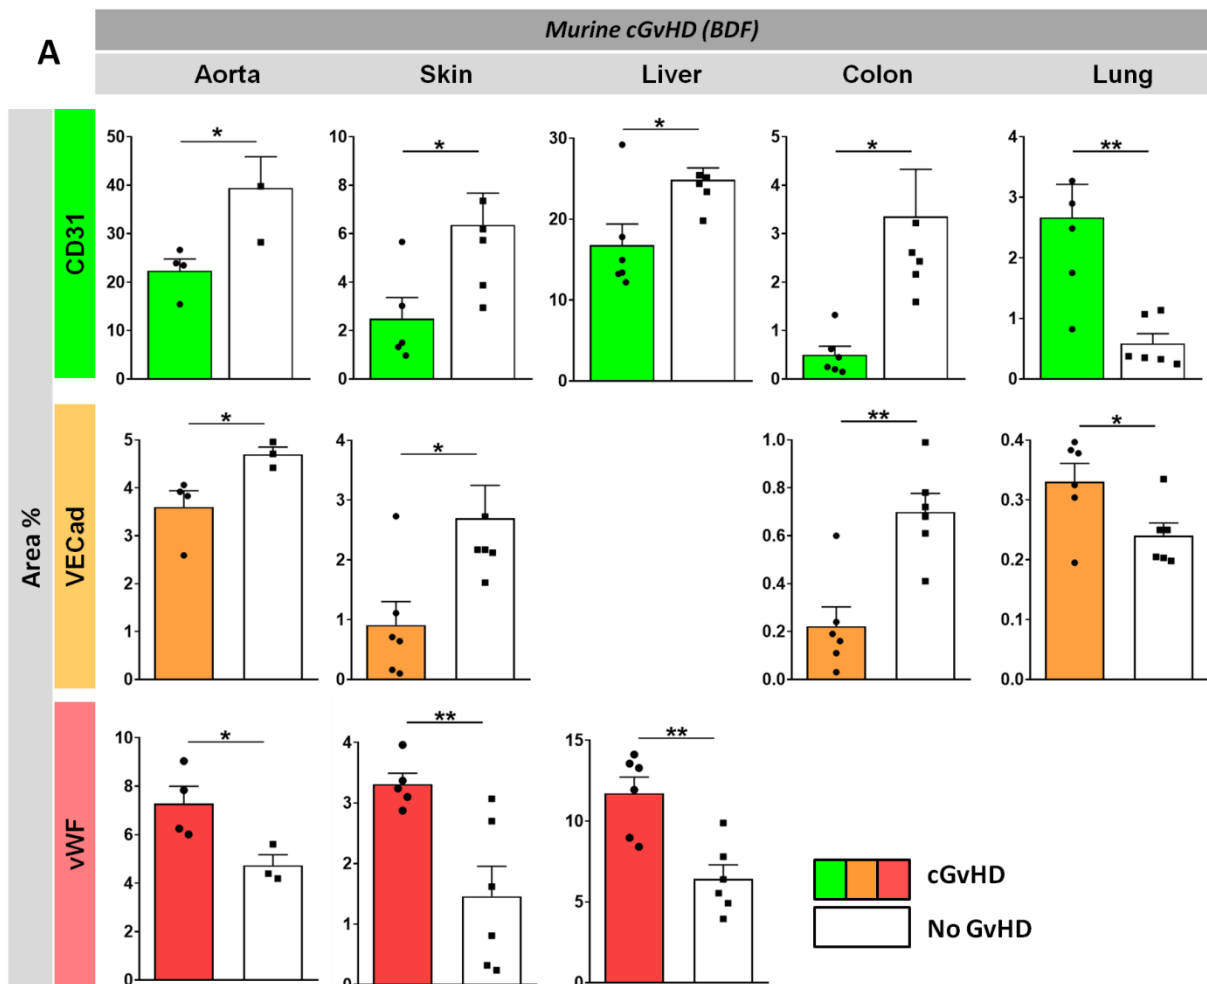 A
Murine cGvHD (BDF)
Aorta Skin Liver Colon Lung
Area %
CD31
50 40 30 20 10 0
*
10 8 6 4 2 0
*
30 20 10 0
*
5 4 3 2 1 0
*
4 3 2 1 0
**
VECad
5 4 3 2 1 0
*
4 3 2 1 0
*
1.0 0.8 0.6 0.4 0.2 0.0
**
0.4 0.3 0.2 0.1 0.0
*
vWF
10 8 6 4 2 0
*
4 3 2 1 0
**
15 10 5 0
**
cGvHD
No GvHD